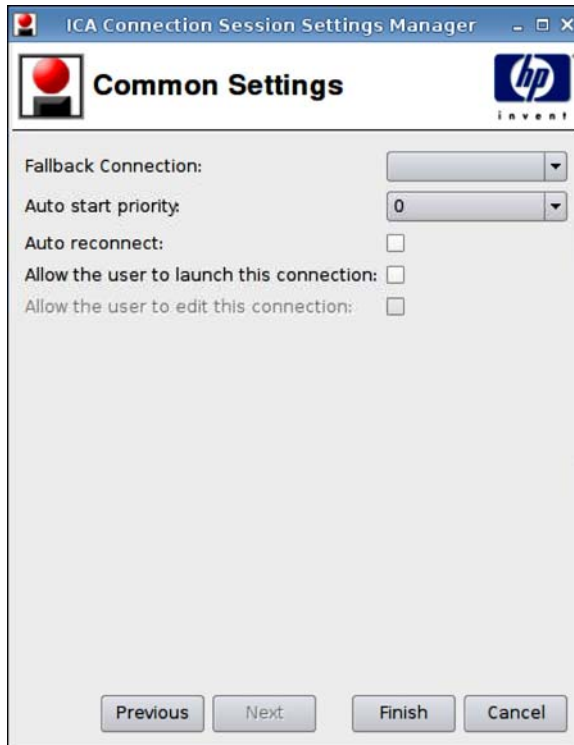 ICA Connection Session Settings Manager
Common Settings
hp
invent
Fallback Connection:
Auto start priority: 0
Auto reconnect:
Allow the user to launch this connection:
Allow the user to edit this connection:
Previous Next Finish Cancel